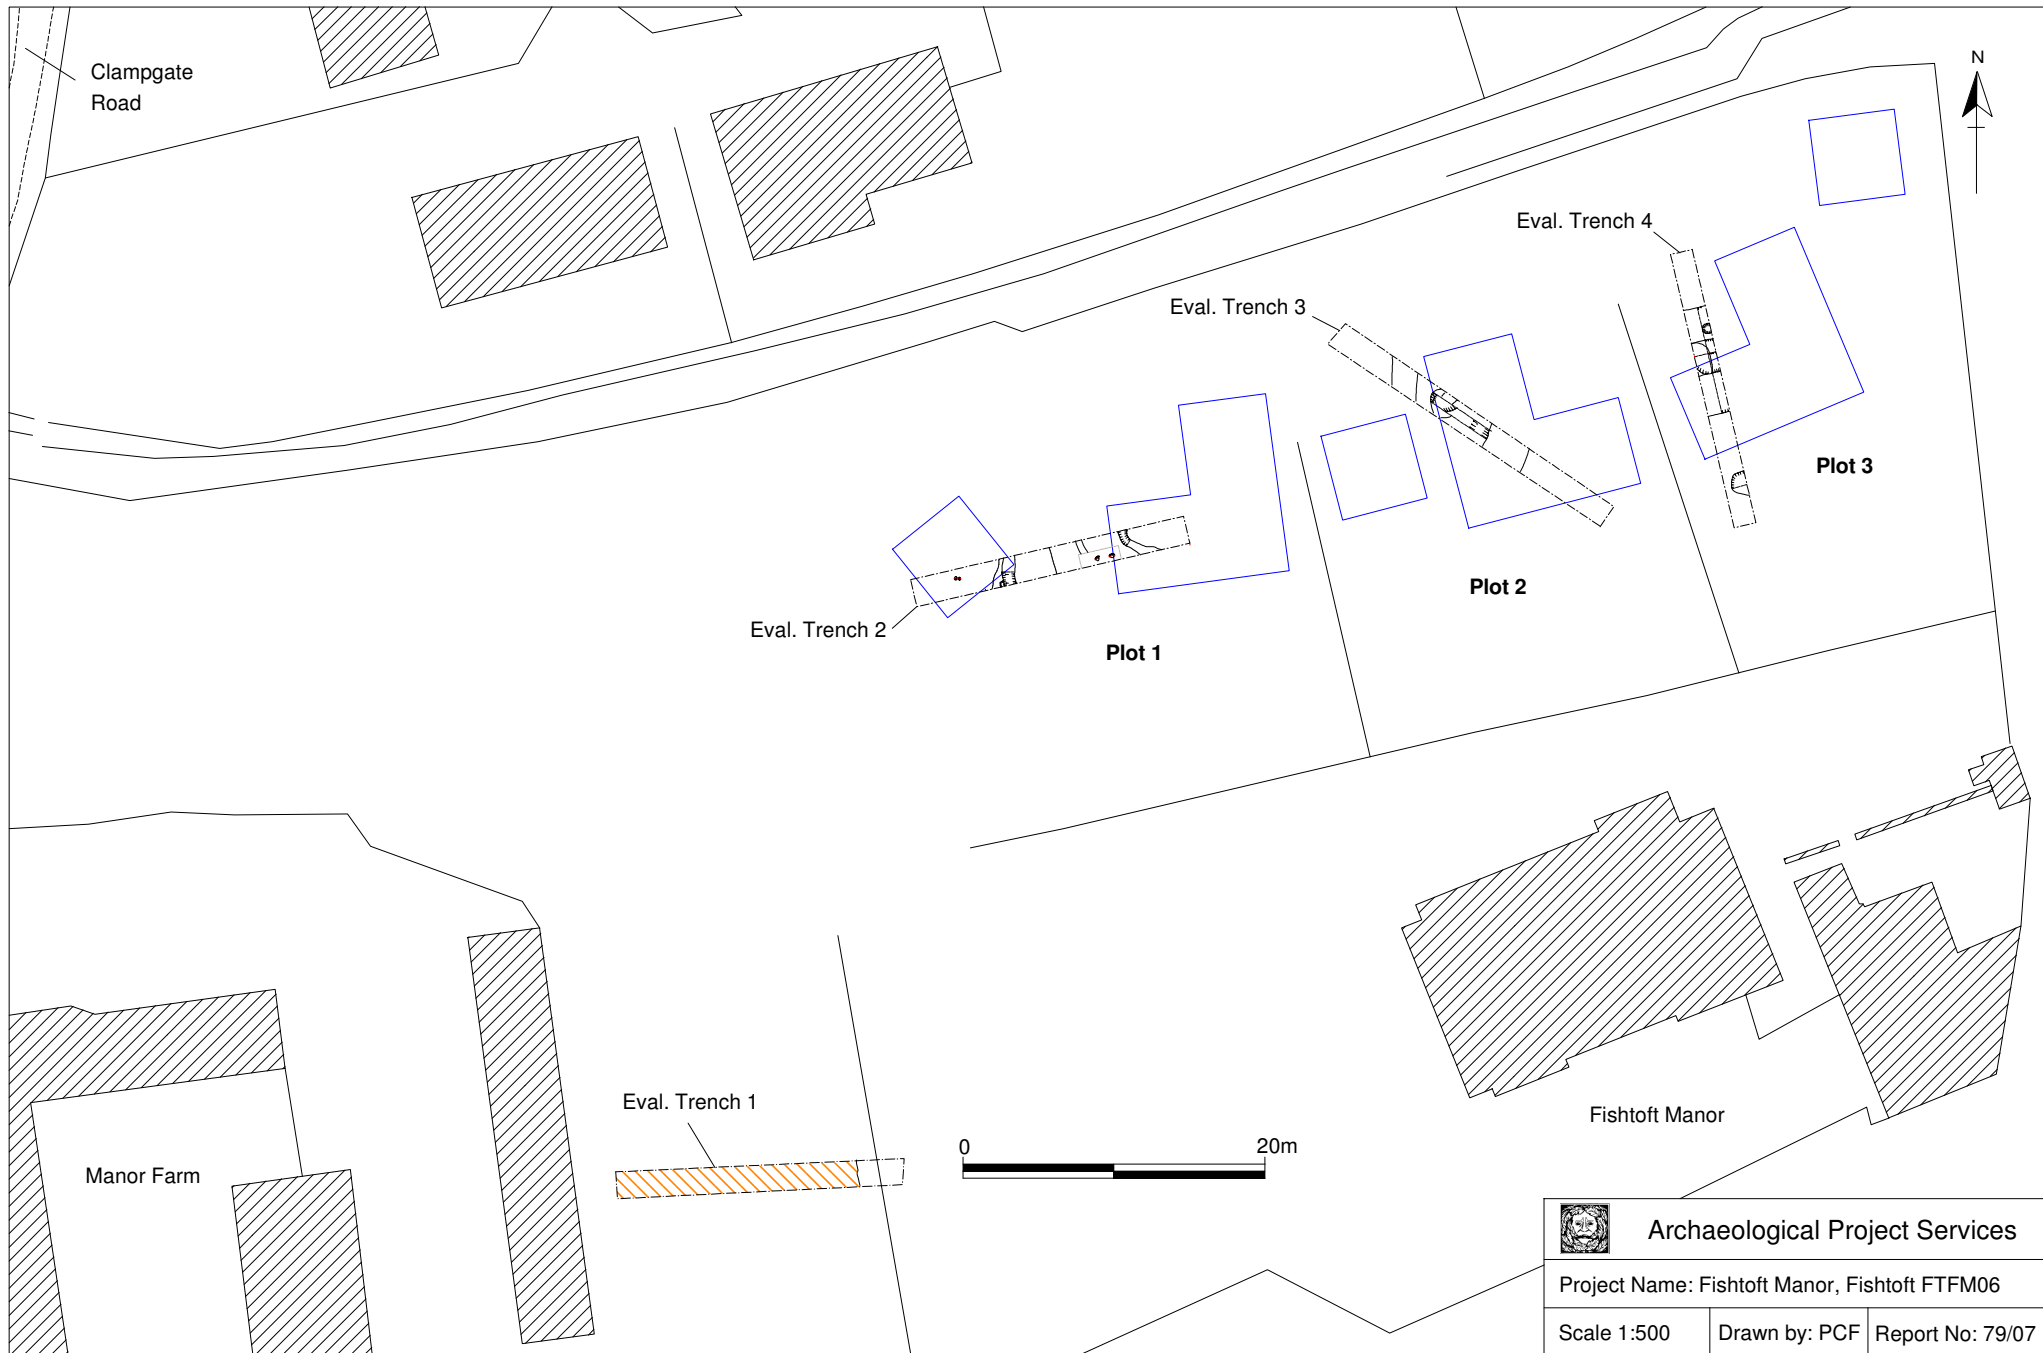 Clampgate
Road
N
Eval. Trench 4
Eval. Trench 3
Plot 3
Plot 2
Eval. Trench 2
Plot 1
Eval. Trench 1
Fishtoft Manor
0 20m
Manor Farm
Archaeological Project Services
Project Name: Fishtoft Manor, Fishtoft FTFM06
Scale 1:500 Drawn by: PCF Report No: 79/07